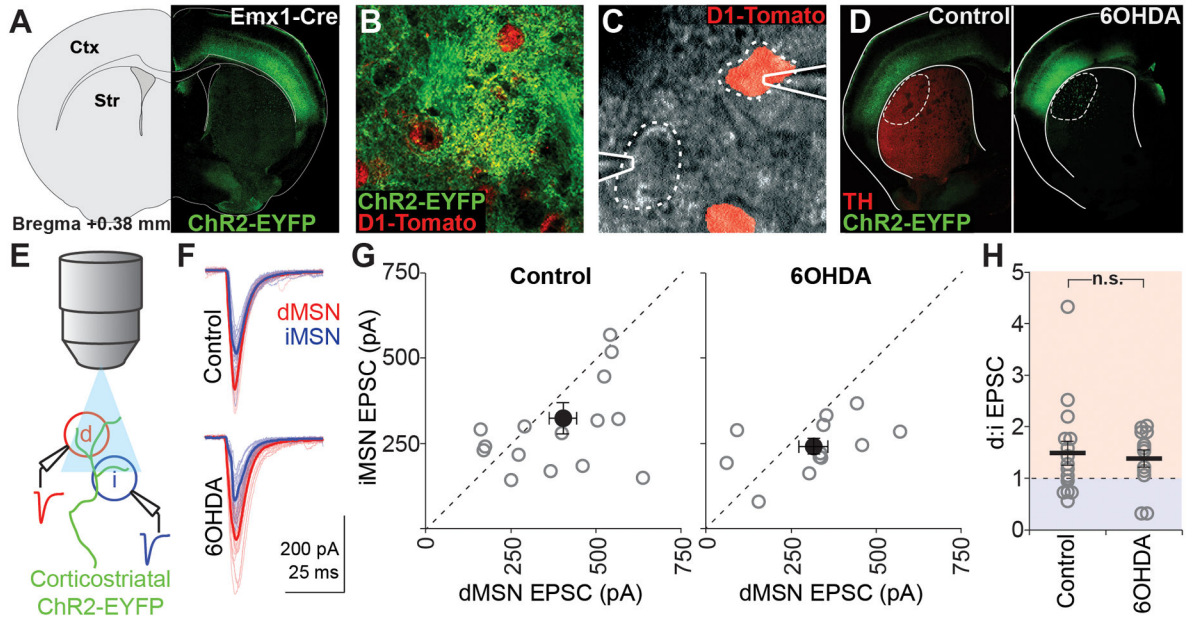 A
Emx1-Cre
Ctx
Str
Bregma +0.38 mm
ChR2-EYFP
B
ChR2-EYFP
D1-Tomato
C
D1-Tomato
D
Control
6OHDA
TH
ChR2-EYFP
E
d
i
Corticostriatal
ChR2-EYFP
F
dMSN
iMSN
Control
6OHDA
200 pA
25 ms
G
Control
6OHDA
iMSN EPSC (pA)
750
500
250
0
0
250
500
750
dMSN EPSC (pA)
0
250
500
750
dMSN EPSC (pA)
H
n.s.
d:i EPSC
5
4
3
2
1
0
Control
6OHDA